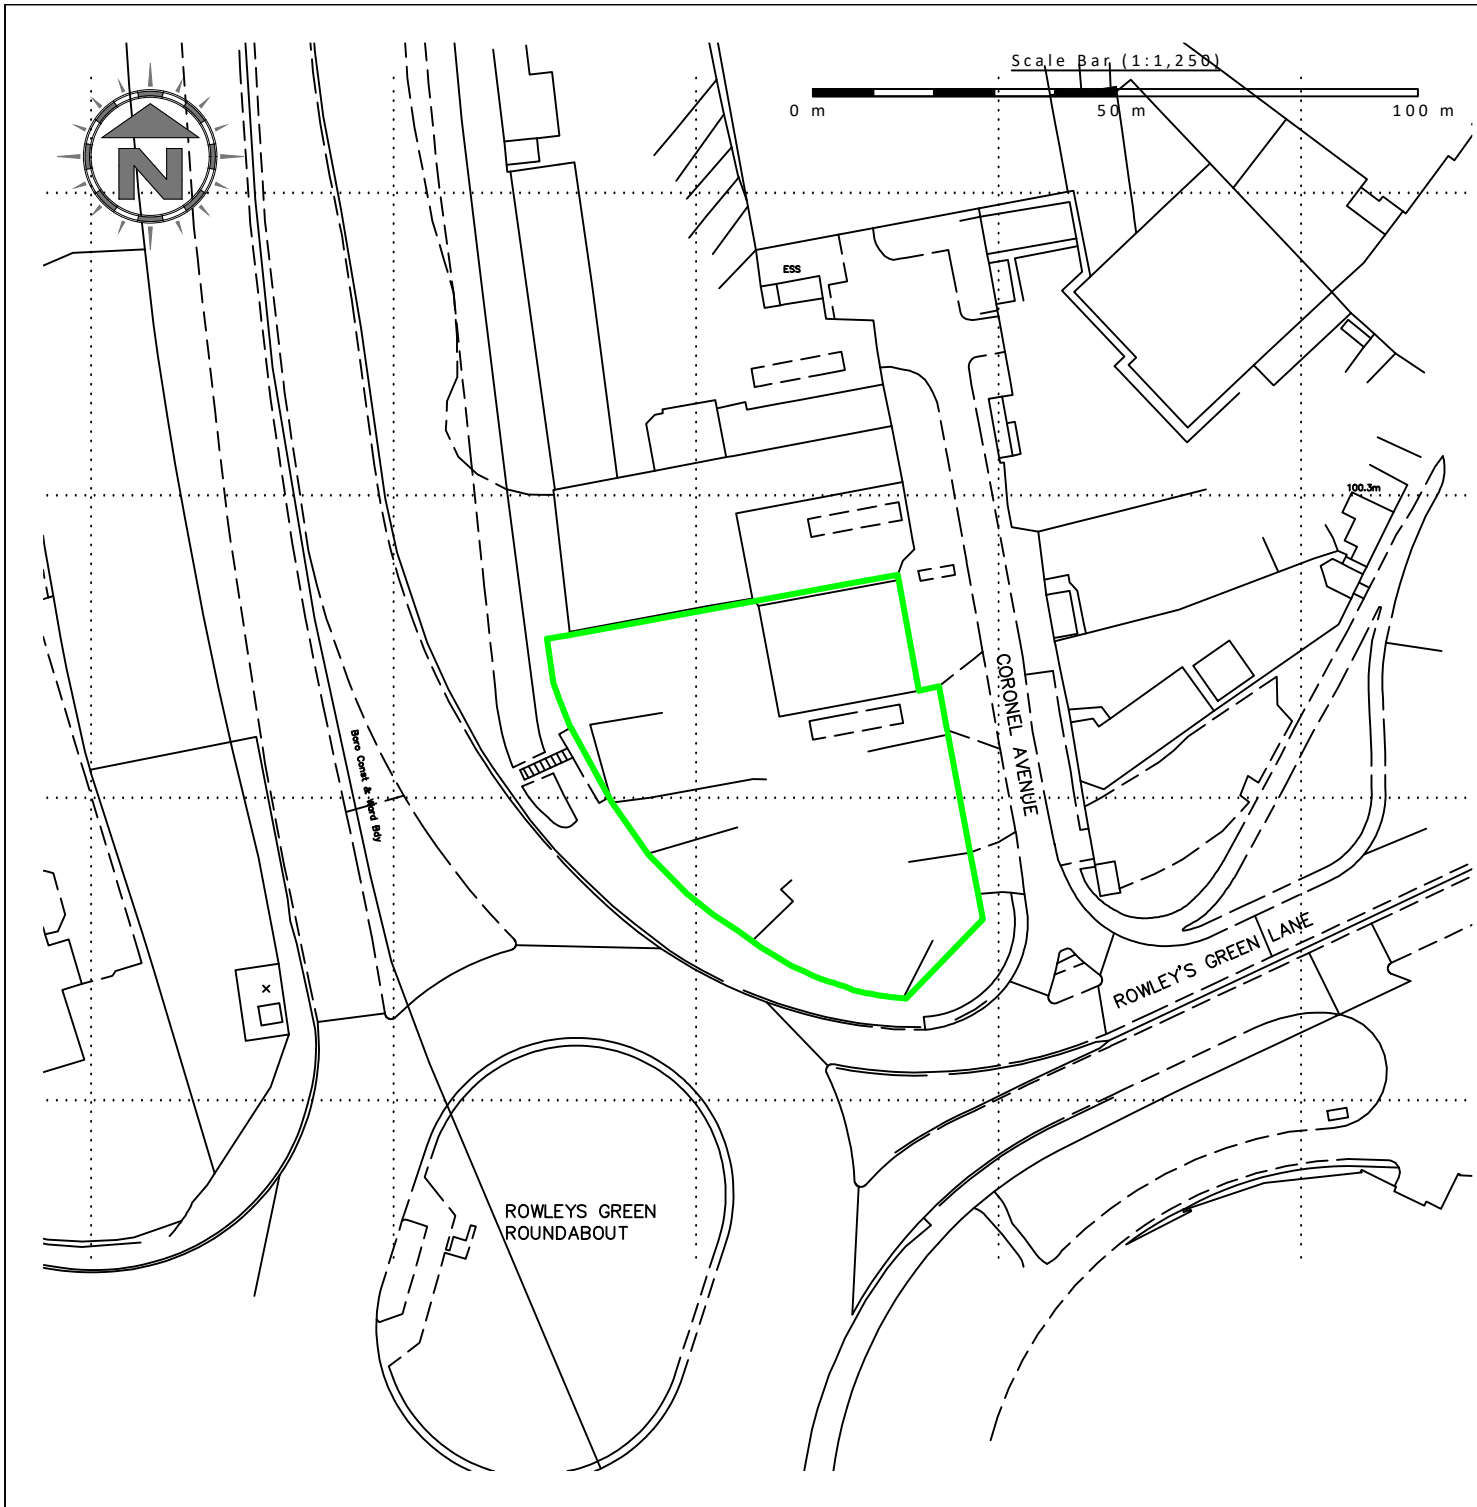 Scale Bar (1:1,250)
0 m 50 m 100 m
N
ESS
100.3m
CORONEL AVENUE
Boro Const & Ward Bdy
ROWLEY'S GREEN LANE
ROWLEYS GREEN
ROUNDABOUT